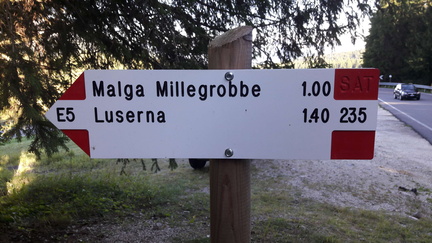 Malga Millegrobbe 1.00 SAT
E5 Luserna 1.40 235